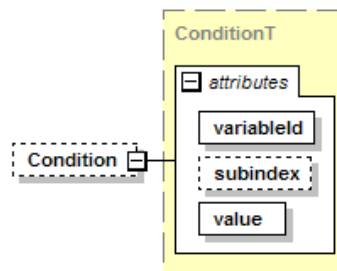 ConditionT
attributes
variableId
Condition
subindex
value